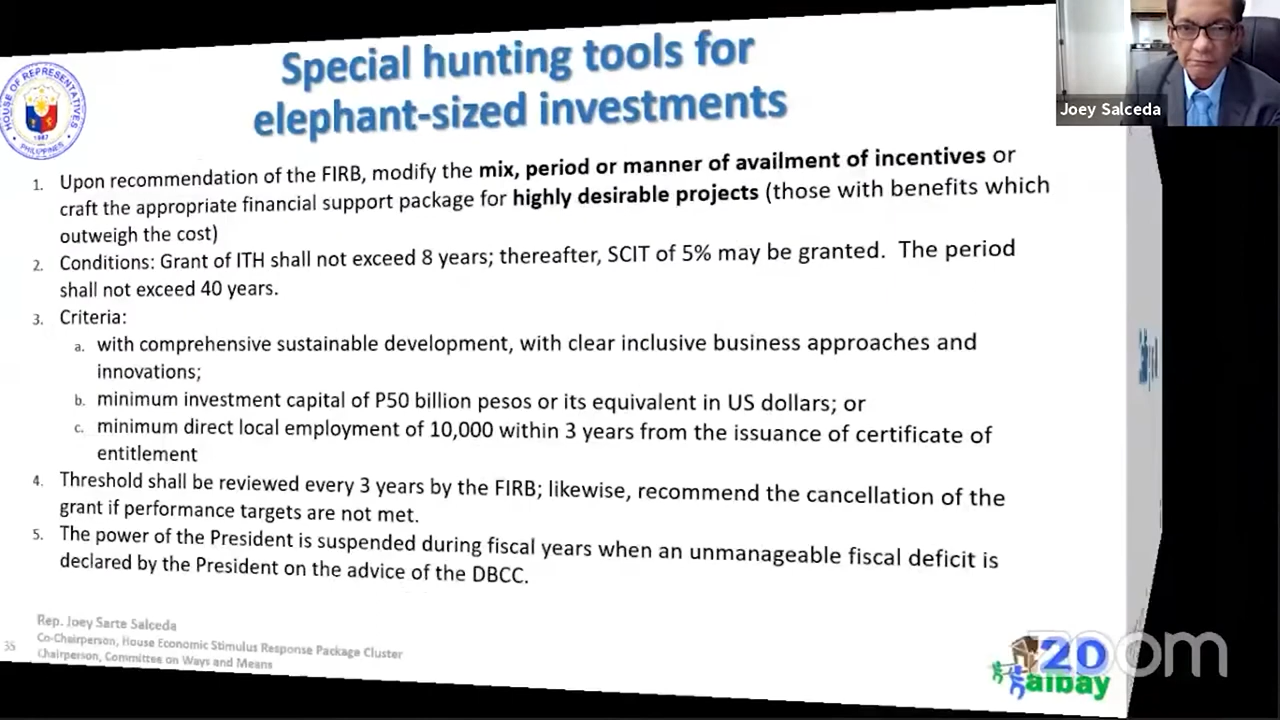 Special hunting tools for
elephant-sized investments
Joey Salceda
HOUSE OF REPRESENTATIVES
1987
PHILIPPINES
1. Upon recommendation of the FIRB, modify the mix, period or manner of availment of incentives or
craft the appropriate financial support package for highly desirable projects (those with benefits which
outweigh the cost)
2. Conditions: Grant of ITH shall not exceed 8 years; thereafter, SCIT of 5% may be granted. The period
shall not exceed 40 years.
3. Criteria:
a. with comprehensive sustainable development, with clear inclusive business approaches and
innovations;
b. minimum investment capital of P50 billion pesos or its equivalent in US dollars; or
c. minimum direct local employment of 10,000 within 3 years from the issuance of certificate of
entitlement
4. Threshold shall be reviewed every 3 years by the FIRB; likewise, recommend the cancellation of the
grant if performance targets are not met.
5. The power of the President is suspended during fiscal years when an unmanageable fiscal deficit is
declared by the President on the advice of the DBCC.
Rep. Joey Sarte Salceda
Co-Chairperson, House Economic Stimulus Response Package Cluster
Chairperson, Committee on Ways and Means
35
zoom
20
albay